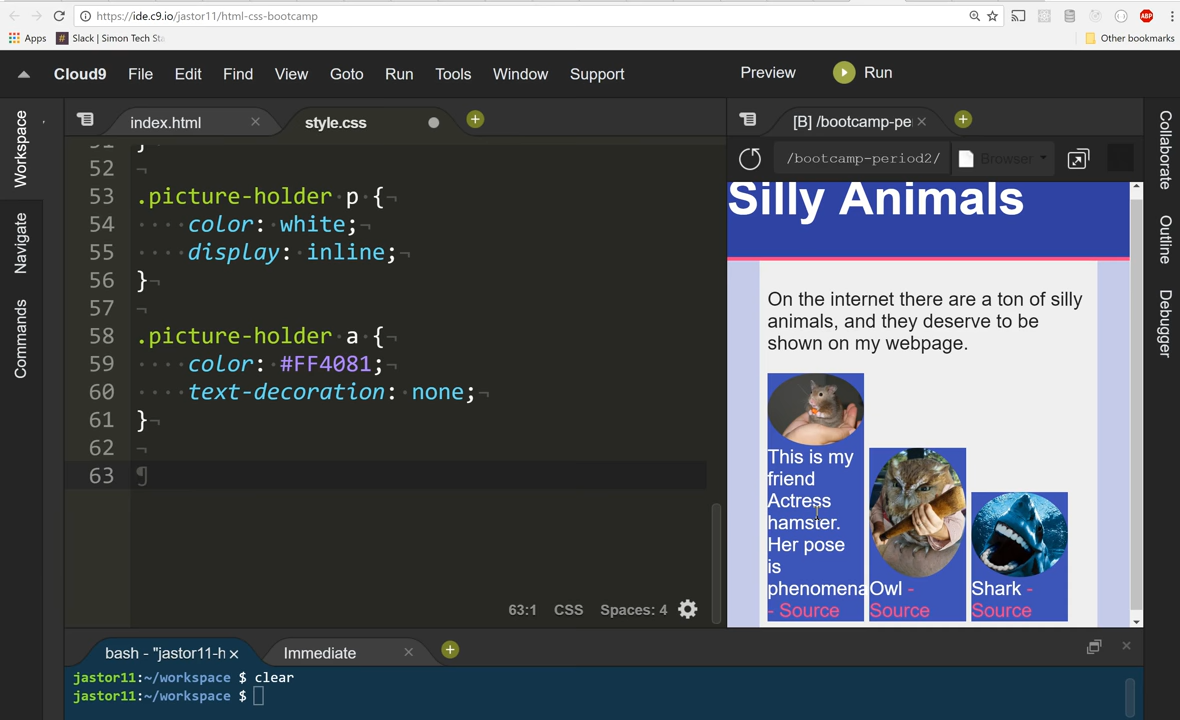 https://ide.c9.io/jastor11/html-css-bootcamp
Apps
Slack | Simon Tech
ABP
Other bookmarks
Cloud9 File Edit Find View Goto Run Tools Window Support
Preview Run
Workspace
Navigate
Commands
index.html
style.css
52
53 .picture-holder p {
54 color: white;
55 display: inline;
56 }
57
58 .picture-holder a {
59 color: #FF4081;
60 text-decoration: none;
61 }
62
63
63:1 CSS Spaces: 4
[B] /bootcamp-pe
/bootcamp-period2/
Browser
Silly Animals
On the internet there are a ton of silly
animals, and they deserve to be
shown on my webpage.
This is my
friend
Actress
hamster.
Her pose
is
phenomena
- Source
Owl -
Source
Shark -
Source
Collaborate
Outline
Debugger
bash - "jastor11-h
Immediate
jastor11:~/workspace $ clear
jastor11:~/workspace $